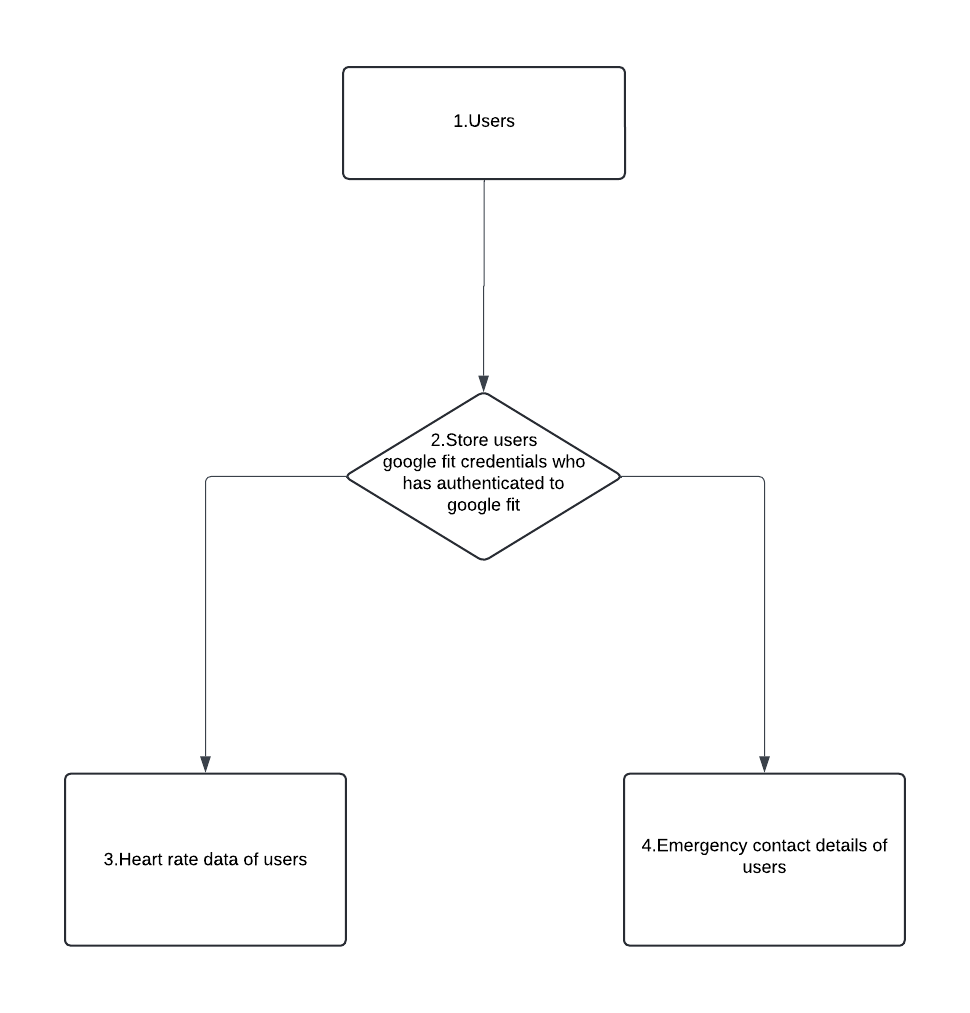 1.Users
2.Store users
google fit credentials who
has authenticated to
google fit
3.Heart rate data of users
4.Emergency contact details of
users